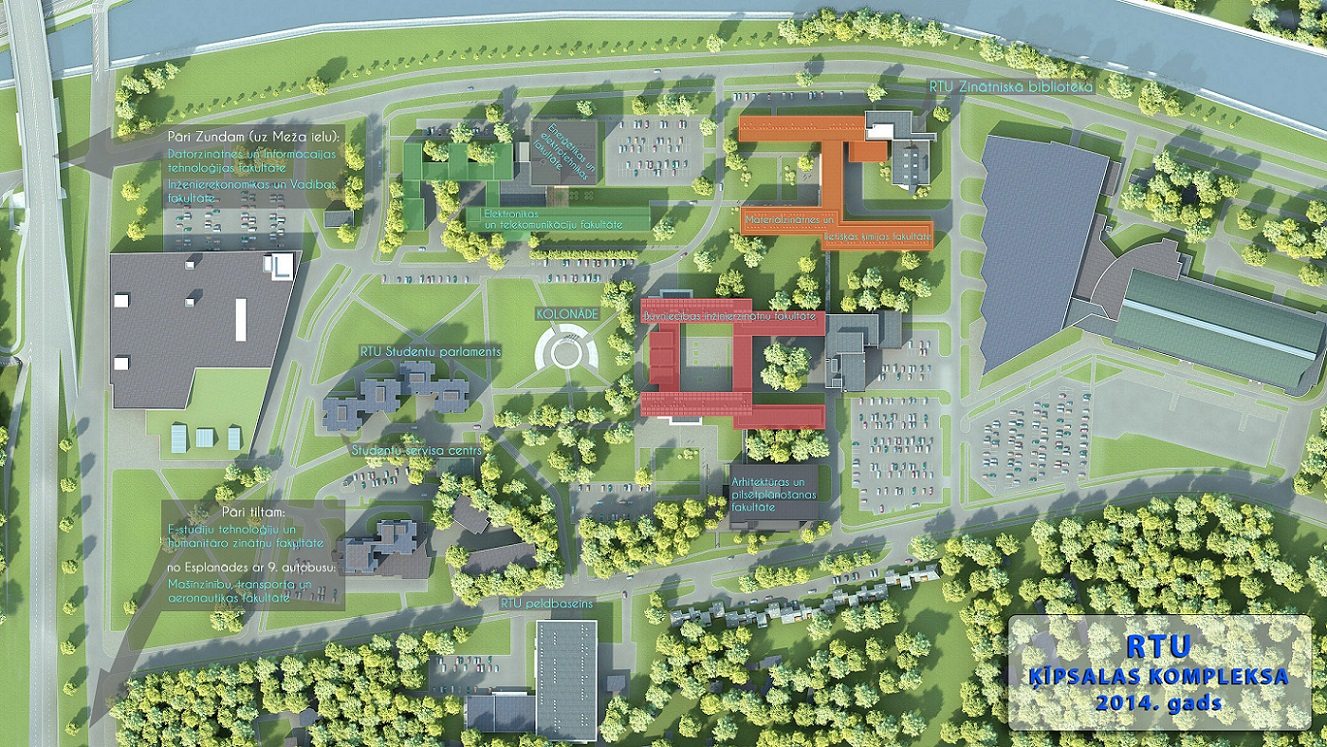 RTU Zinātniskā bibliotēka
Pāri Zundam (uz Meža ielu):
Datorzinātnes un informācijas
tehnoloģijas fakultāte
Inženierekonomikas un Vadības
fakultāte
Enerģētikas un
elektrotehnikas
fakultāte
Elektronikas
un telekomunikāciju fakultāte
Materiālzinātnes un
lietišķās ķīmijas fakultāte
KOLONĀDE
Būvniecības inženierzinātņu fakultāte
RTU Studentu parlaments
Studentu servisa centrs
Arhitektūras un
pilsētplānošanas
fakultāte
Pāri tiltam:
E-studiju tehnoloģiju un
humanitāro zinātņu fakultāte
no Esplanādes ar 9. autobusu:
Mašīnzinību, transporta un
aeronautikas fakultāte
RTU peldbaseins
RTU
ĶĪPSALAS KOMPLEKSA
2014. gads